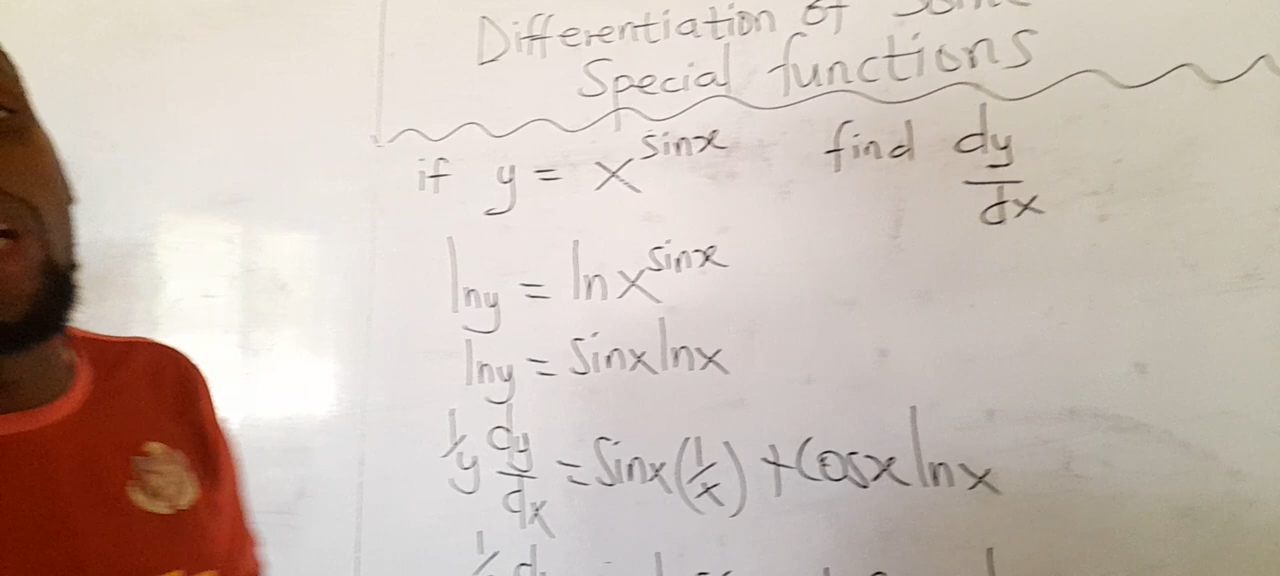 Differentiation of Some
Special functions
if y = x^sinx find dy/dx
lny = lnx^sinx
lny = sinxlnx
1/y dy/dx = sinx(1/x) + cosx lnx